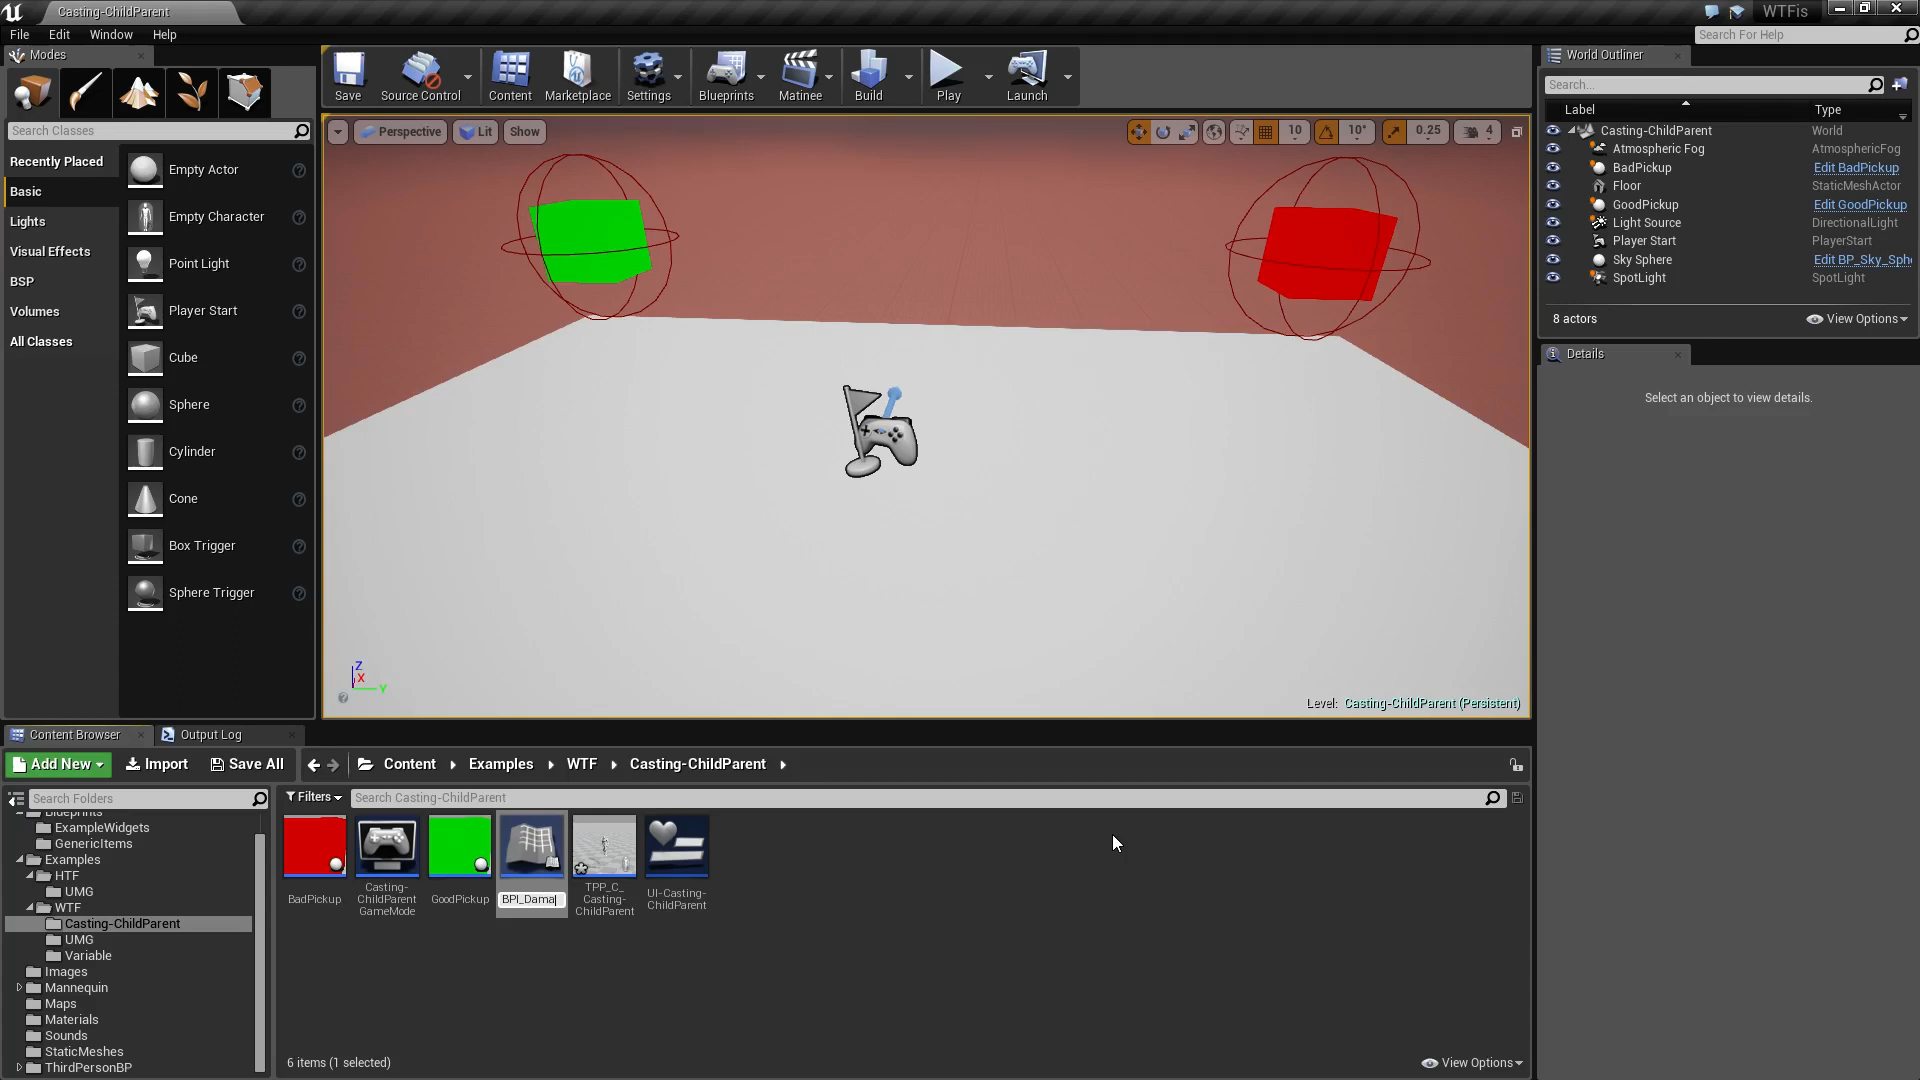 Casting-ChildParent
WTFis
File Edit Window Help
Search For Help
Modes
Save
Source Control
Content
Marketplace
Settings
Blueprints
Matinee
Build
Play
Launch
World Outliner
Search...
Label Type
Casting-ChildParent World
Atmospheric Fog AtmosphericFog
BadPickup Edit BadPickup
Floor StaticMeshActor
GoodPickup Edit GoodPickup
Light Source DirectionalLight
Player Start PlayerStart
Sky Sphere Edit BP_Sky_Sph
SpotLight SpotLight
8 actors
View Options
Details
Select an object to view details.
Search Classes
Recently Placed
Basic
Lights
Visual Effects
BSP
Volumes
All Classes
Empty Actor
Empty Character
Point Light
Player Start
Cube
Sphere
Cylinder
Cone
Box Trigger
Sphere Trigger
Perspective
Lit
Show
10
10°
0.25
4
Z
X
Y
Level: Casting-ChildParent (Persistent)
Content Browser
Output Log
Add New
Import
Save All
Content
Examples
WTF
Casting-ChildParent
Search Folders
Filters
Search Casting-ChildParent
Blueprints
ExampleWidgets
GenericItems
Examples
HTF
UMG
WTF
Casting-ChildParent
UMG
Variable
Images
Mannequin
Maps
Materials
Sounds
StaticMeshes
ThirdPersonBP
BadPickup
Casting-
ChildParent
GameMode
GoodPickup
BPI_Dama
TPP_C_
Casting-
ChildParent
UI-Casting-
ChildParent
6 items (1 selected)
View Options